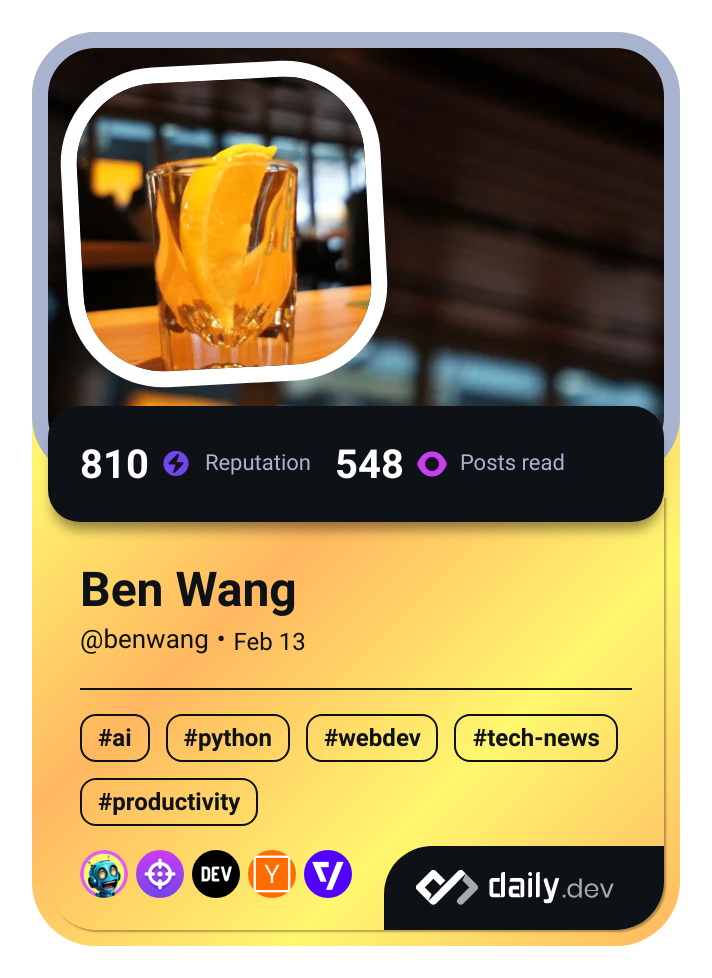 810 Reputation 548 Posts read
Ben Wang
@benwang • Feb 13
#ai #python #webdev #tech-news
#productivity
DEV Y daily.dev